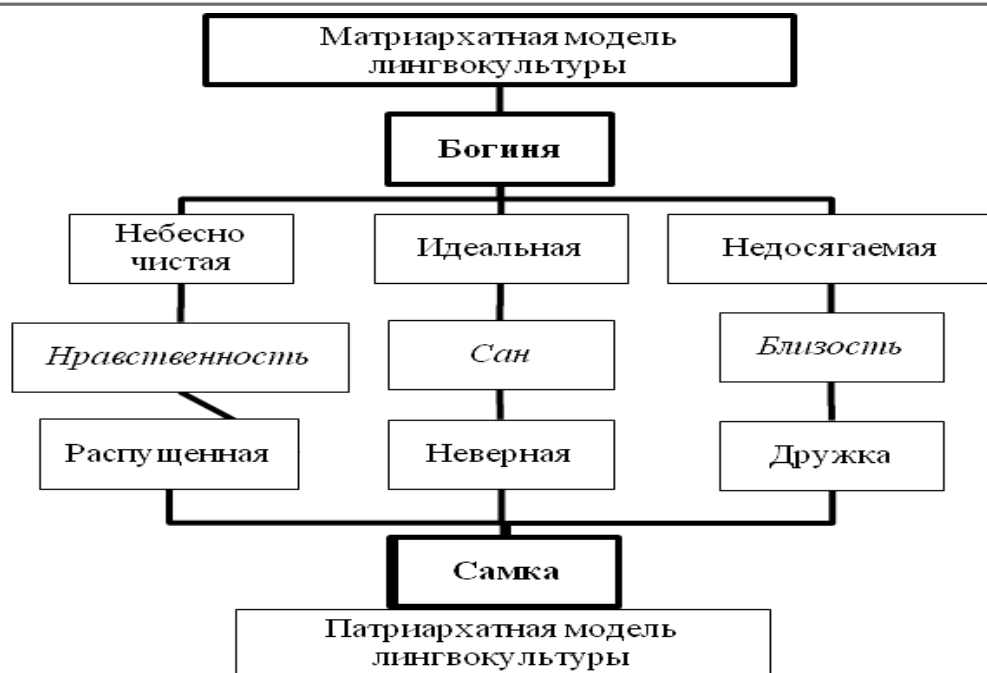 Матриархатная модель
лингвокультуры
Богиня
Небесно
чистая
Идеальная
Недосягаемая
Нравственность
Сан
Близость
Распущенная
Неверная
Дружка
Самка
Патриархатная модель
лингвокультуры